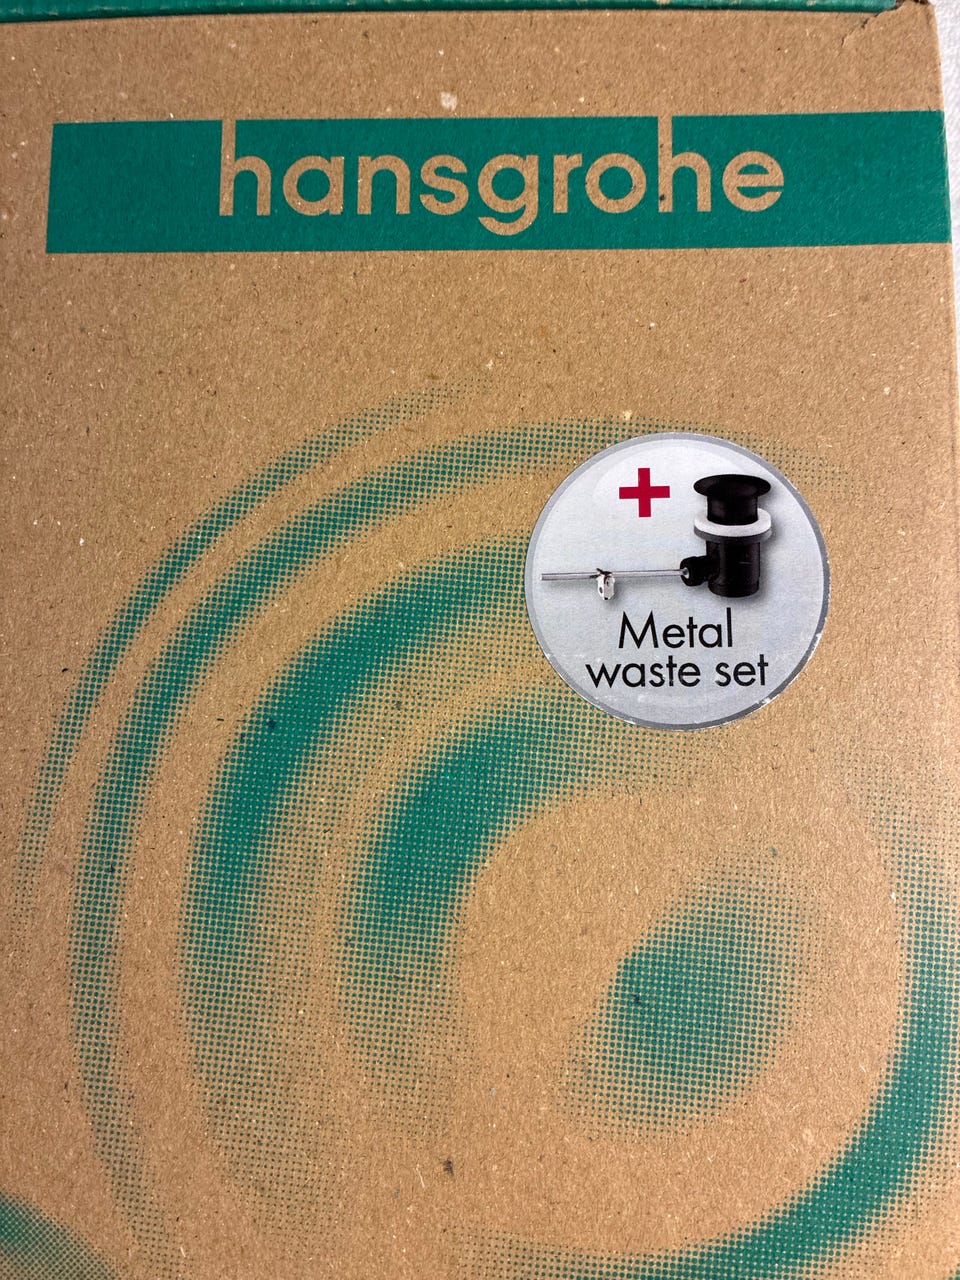 hansgrohe
Metal
waste set